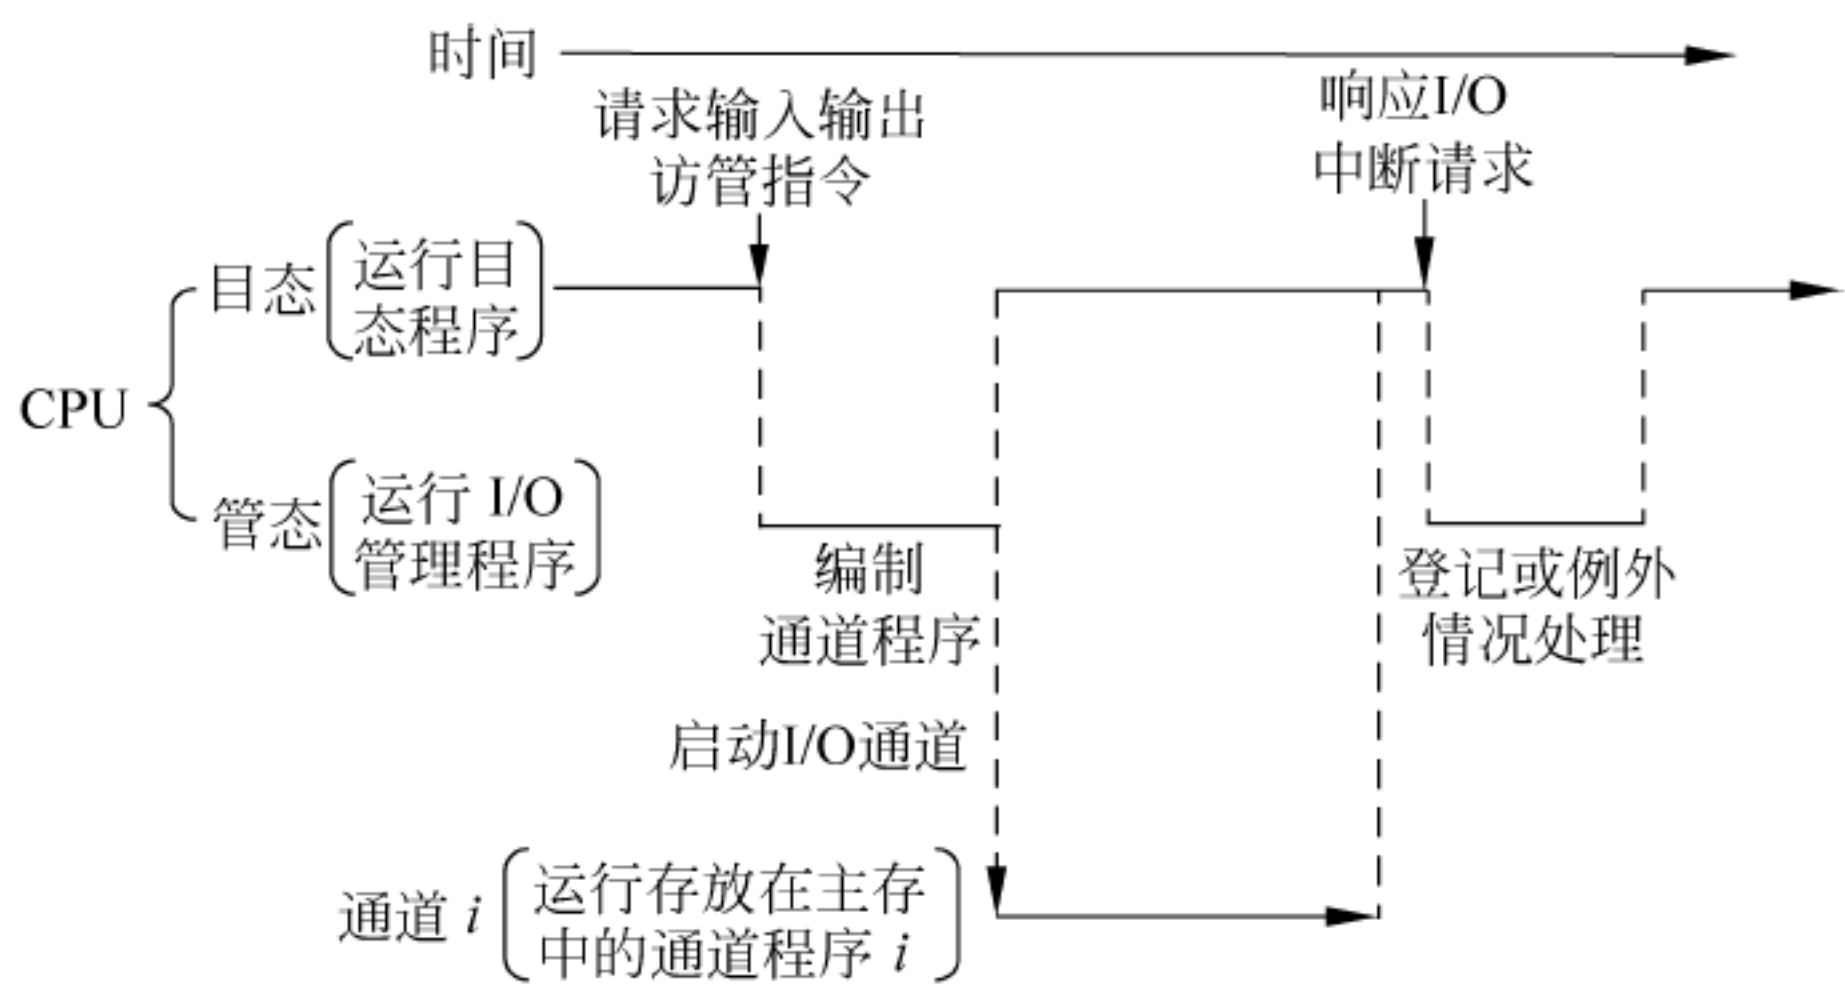 时间
请求输入输出
访管指令
响应I/O
中断请求
目态
运行目
态程序
CPU
管态
运行 I/O
管理程序
编制
通道程序
登记或例外
情况处理
启动I/O通道
通道 i
运行存放在主存
中的通道程序 i